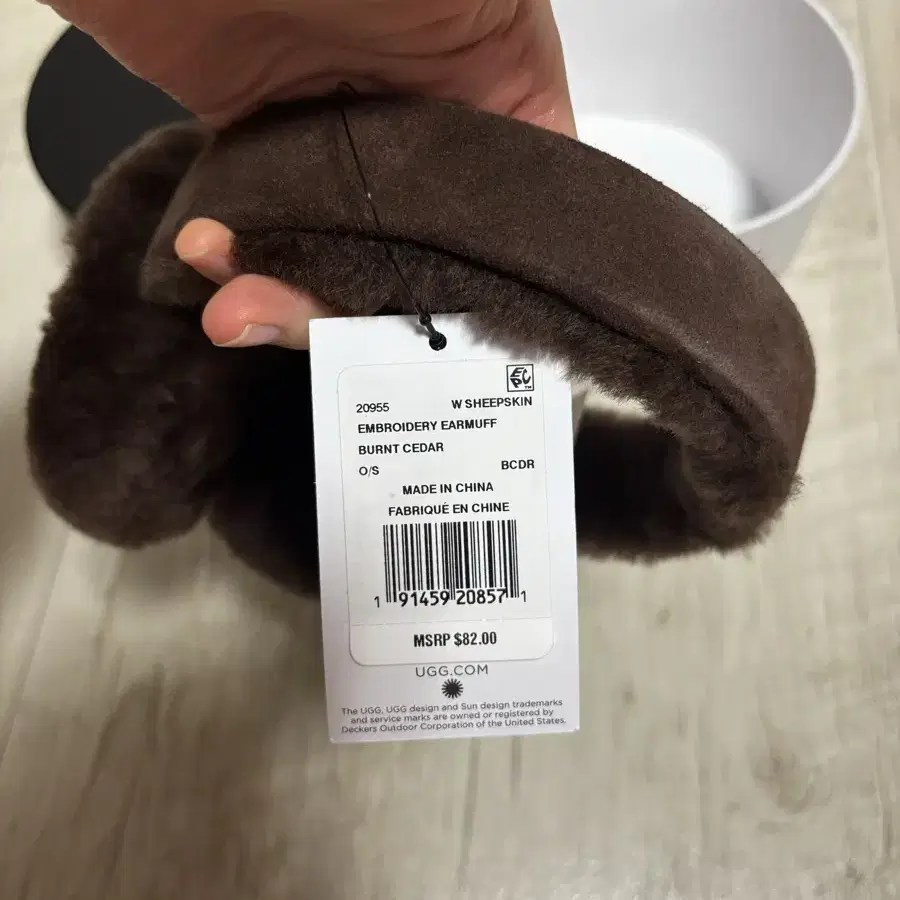 EPC™
20955 W SHEEPSKIN
EMBROIDERY EARMUFF
BURNT CEDAR
O/S BCDR
MADE IN CHINA
FABRIQUÉ EN CHINE
1 91459 20857 1
MSRP $82.00
UGG.COM
The UGG, UGG design and Sun design trademarks
and service marks are owned or registered by
Deckers Outdoor Corporation of the United States.